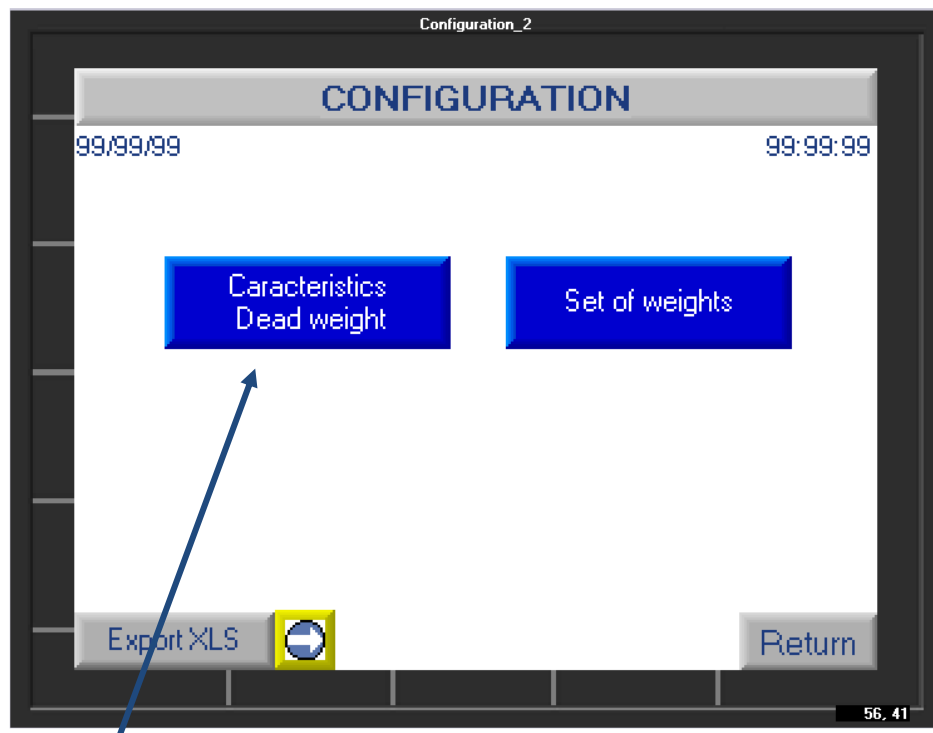 Configuration_2
CONFIGURATION
99/99/99
99:99:99
Caracteristics
Dead weight
Set of weights
Export XLS
Return
56, 41